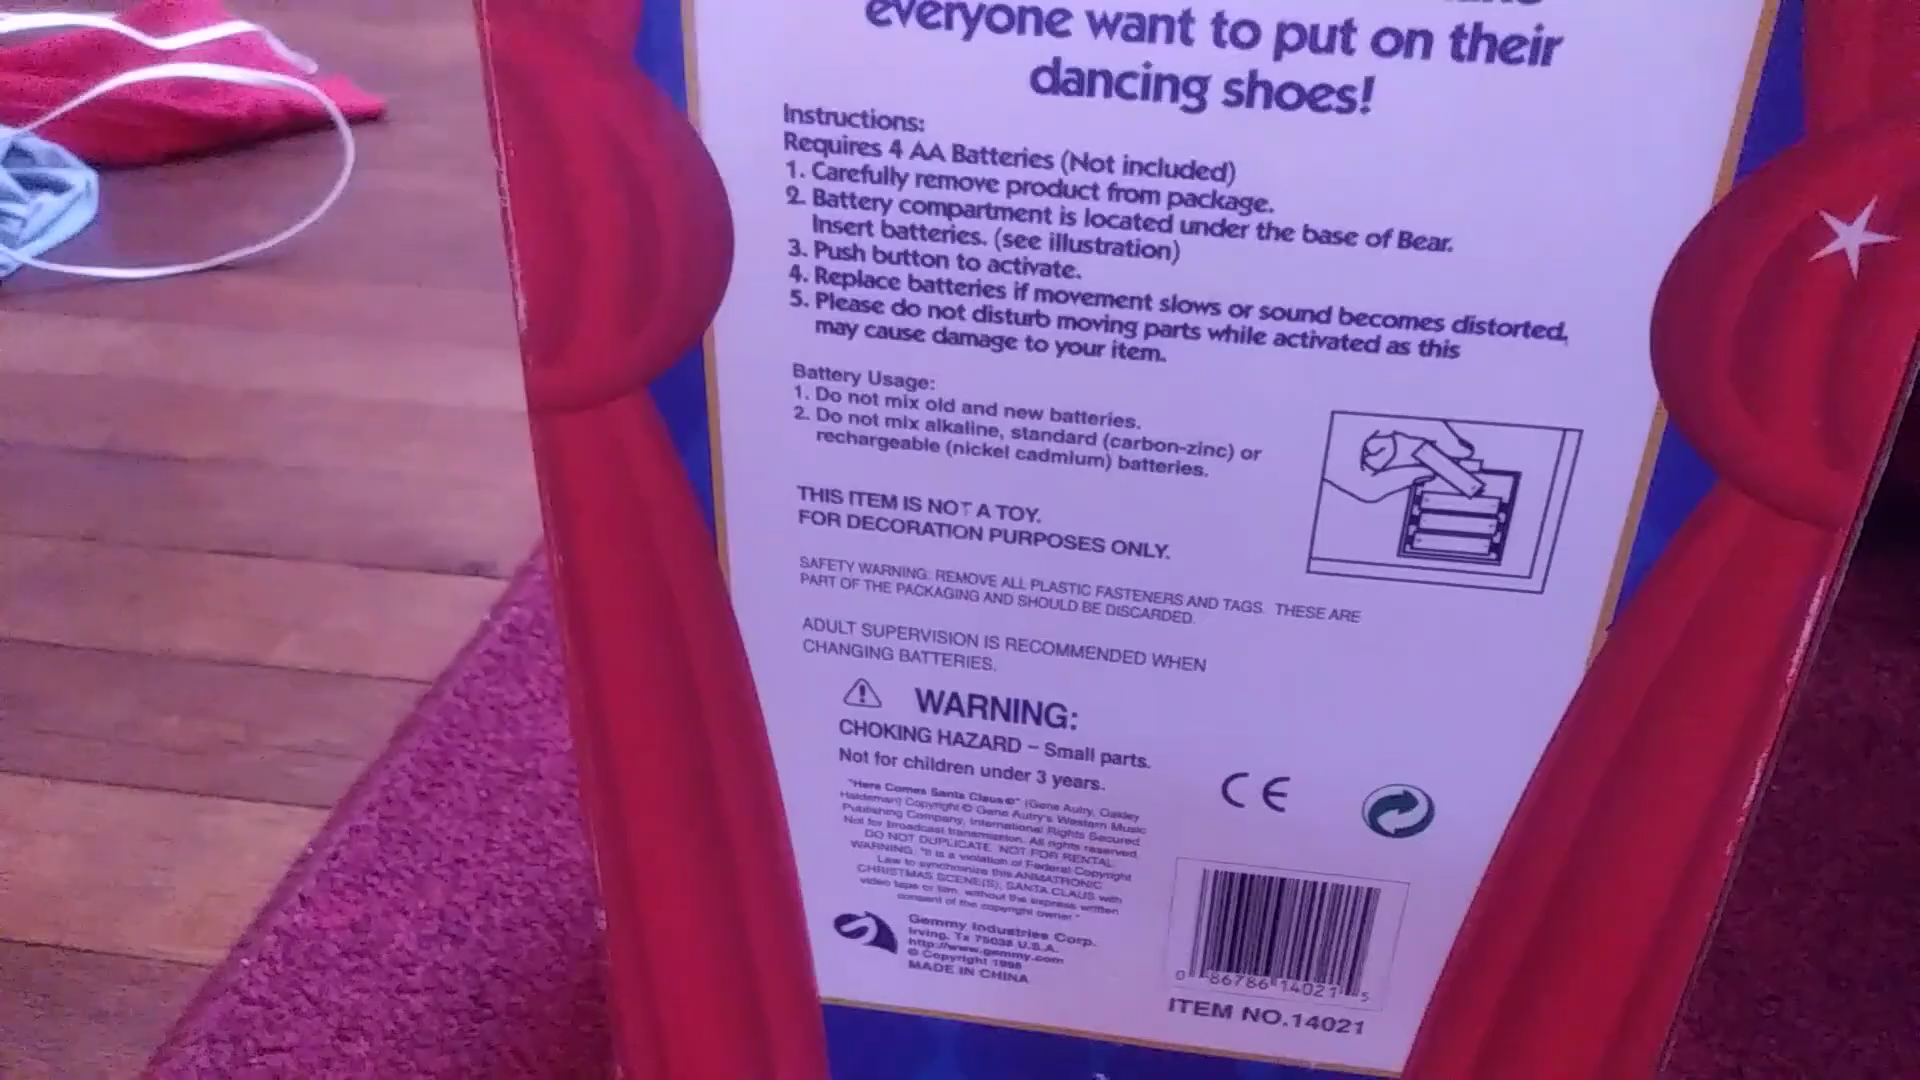 everyone want to put on their
dancing shoes!
Instructions:
Requires 4 AA Batteries (Not included)
1. Carefully remove product from package.
2. Battery compartment is located under the base of Bear.
Insert batteries. (see illustration)
3. Push button to activate.
4. Replace batteries if movement slows or sound becomes distorted.
5. Please do not disturb moving parts while activated as this
may cause damage to your item.
Battery Usage:
1. Do not mix old and new batteries.
2. Do not mix alkaline, standard (carbon-zinc) or
rechargeable (nickel cadmium) batteries.
THIS ITEM IS NOT A TOY.
FOR DECORATION PURPOSES ONLY.
SAFETY WARNING: REMOVE ALL PLASTIC FASTENERS AND TAGS. THESE ARE
PART OF THE PACKAGING AND SHOULD BE DISCARDED.
ADULT SUPERVISION IS RECOMMENDED WHEN
CHANGING BATTERIES.
WARNING:
CHOKING HAZARD – Small parts.
Not for children under 3 years.
"Here Comes Santa Claus©" (Gene Autry, Oakley
Haldeman) Copyright © Gene Autry's Western Music
Publishing Company, International Rights Secured.
Not for broadcast transmission. All rights reserved.
DO NOT DUPLICATE. NOT FOR RENTAL.
WARNING: "It is a violation of Federal Copyright
Law to synchronize this ANIMATRONIC
CHRISTMAS SCENE(S), SANTA CLAUS with
video tape or film, without the express written
consent of the copyright owner."
Gemmy Industries Corp.
Irving, Tx 75038 U.S.A.
http://www.gemmy.com
© Copyright 1998
MADE IN CHINA
CE
0 86786 14021 5
ITEM NO.14021